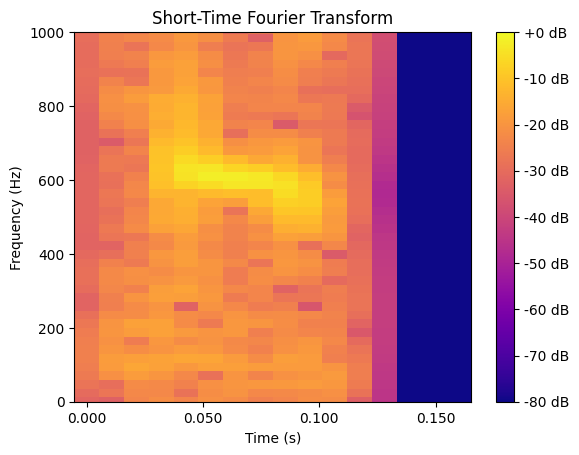 Short-Time Fourier Transform
1000
800
600
400
200
0
Frequency (Hz)
0.000
0.050
0.100
0.150
Time (s)
+0 dB
-10 dB
-20 dB
-30 dB
-40 dB
-50 dB
-60 dB
-70 dB
-80 dB